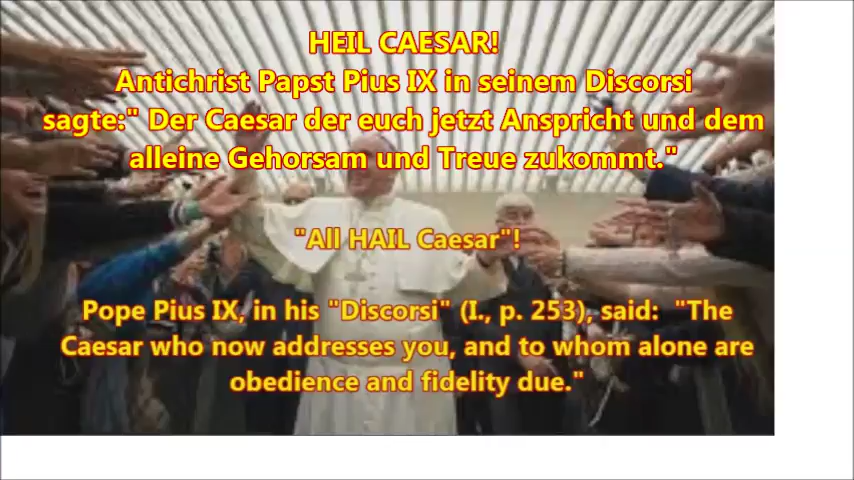 HEIL CAESAR!
Antichrist Papst Pius IX in seinem Discorsi
sagte:" Der Caesar der euch jetzt Anspricht und dem
alleine Gehorsam und Treue zukommt."
"All HAIL Caesar"!
Pope Pius IX, in his "Discorsi" (I., p. 253), said:  "The
Caesar who now addresses you, and to whom alone are
obedience and fidelity due."